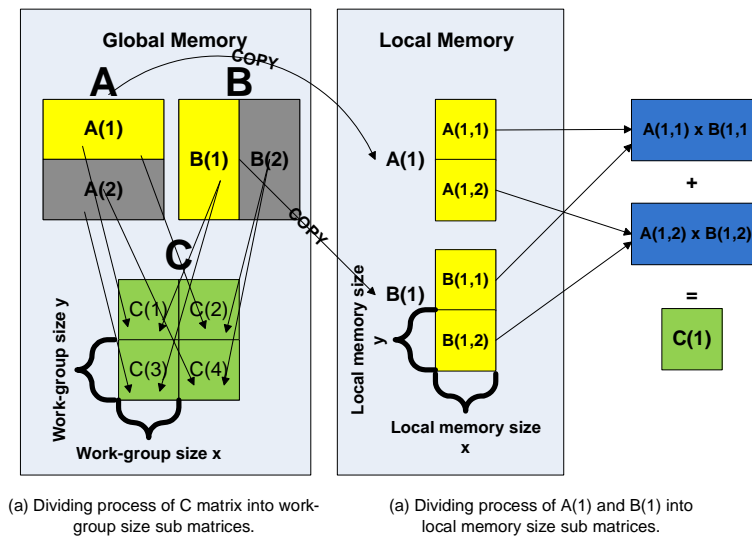 Global Memory
A
B
COPY
A(1)
A(2)
B(1)
B(2)
COPY
C
C(1)
C(2)
C(3)
C(4)
Work-group size y
Work-group size x
(a) Dividing process of C matrix into work-
group size sub matrices.
Local Memory
A(1)
A(1,1)
A(1,2)
B(1)
B(1,1)
B(1,2)
Local memory size
y
Local memory size
x
A(1,1) x B(1,1
+
A(1,2) x B(1,2)
=
C(1)
(a) Dividing process of A(1) and B(1) into
local memory size sub matrices.